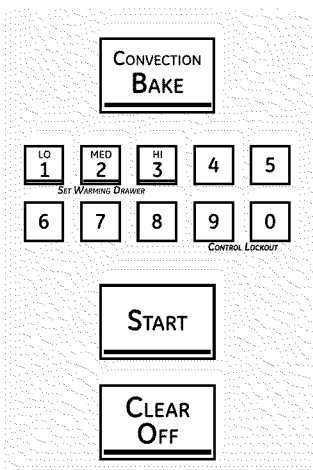 CONVECTION
BAKE
LO MED HI
1 2 3 4 5
SET WARMING DRAWER
6 7 8 9 0
CONTROL LOCKOUT
START
CLEAR
OFF